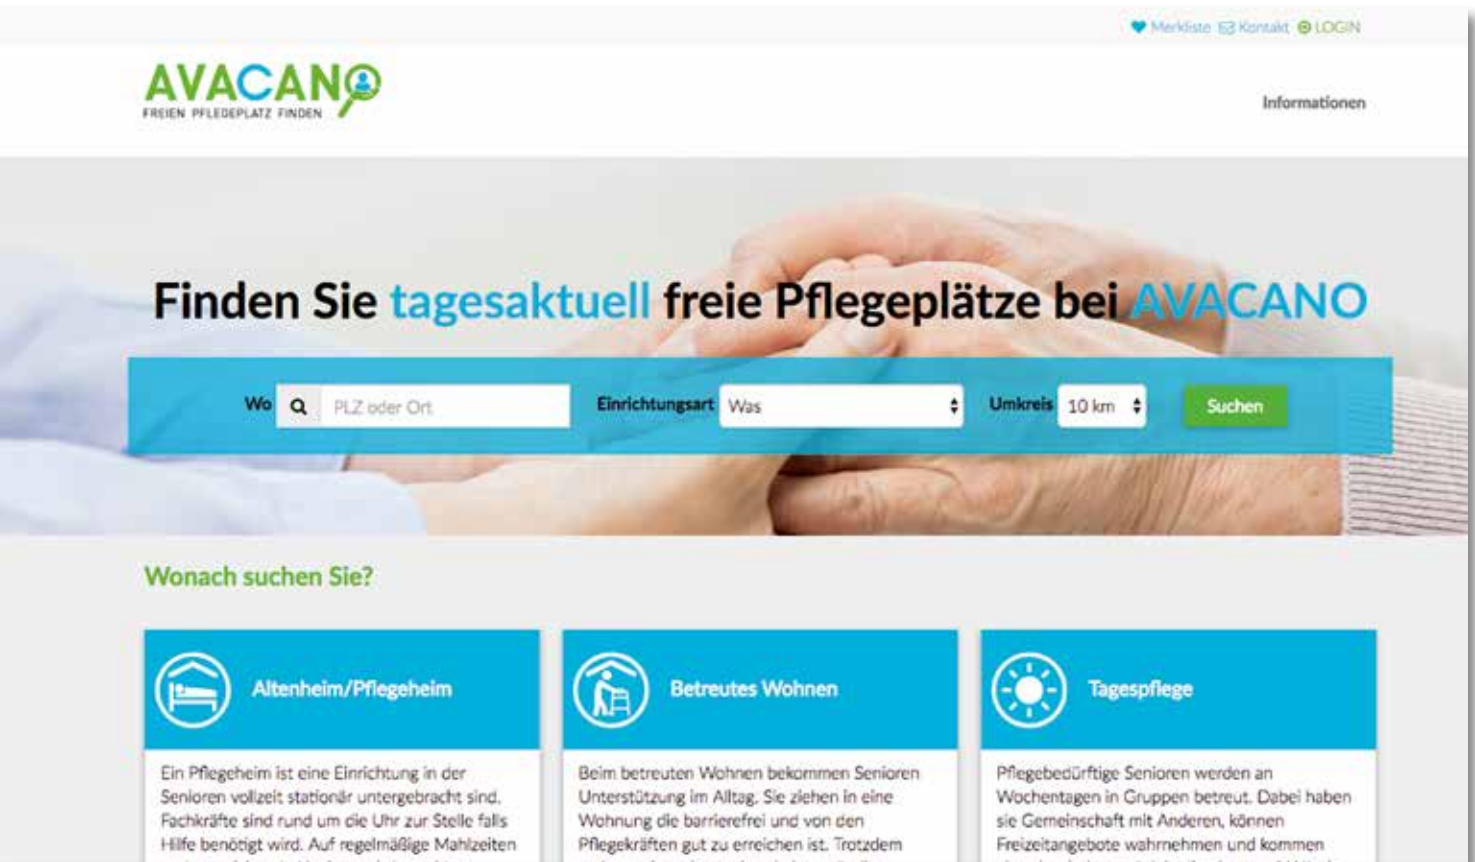 Merkliste Kontakt LOGIN
AVACANO
FREIEN PFLEGEPLATZ FINDEN
Informationen
Finden Sie tagesaktuell freie Pflegeplätze bei AVACANO
Wo PLZ oder Ort Einrichtungsart Was Umkreis 10 km Suchen
Wonach suchen Sie?
Altenheim/Pflegeheim
Ein Pflegeheim ist eine Einrichtung in der
Senioren vollzeit stationär untergebracht sind.
Fachkräfte sind rund um die Uhr zur Stelle falls
Hilfe benötigt wird. Auf regelmäßige Mahlzeiten
Betreutes Wohnen
Beim betreuten Wohnen bekommen Senioren
Unterstützung im Alltag. Sie ziehen in eine
Wohnung die barrierefrei und von den
Pflegekräften gut zu erreichen ist. Trotzdem
Tagespflege
Pflegebedürftige Senioren werden an
Wochentagen in Gruppen betreut. Dabei haben
sie Gemeinschaft mit Anderen, können
Freizeitangebote wahrnehmen und kommen